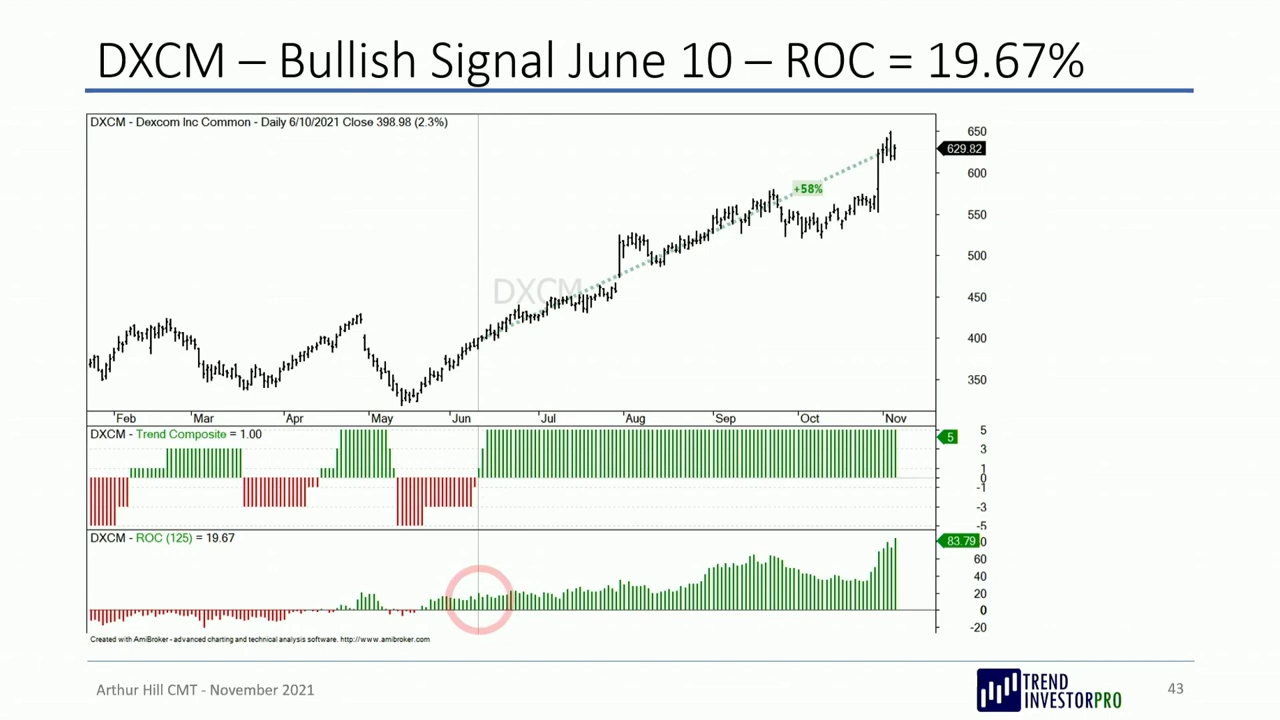 DXCM – Bullish Signal June 10 – ROC = 19.67%
DXCM - Dexcom Inc Common - Daily 6/10/2021 Close 398.98 (2.3%)
650
629.82
600
+58%
550
500
DXCM
450
400
350
Feb Mar Apr May Jun Jul Aug Sep Oct Nov
DXCM - Trend Composite = 1.00
5
5
3
1
0
-1
-3
-5
DXCM - ROC (125) = 19.67
83.79
0
60
40
20
0
-20
Created with AmiBroker - advanced charting and technical analysis software. http://www.amibroker.com
Arthur Hill CMT - November 2021
TREND
INVESTORPRO
43